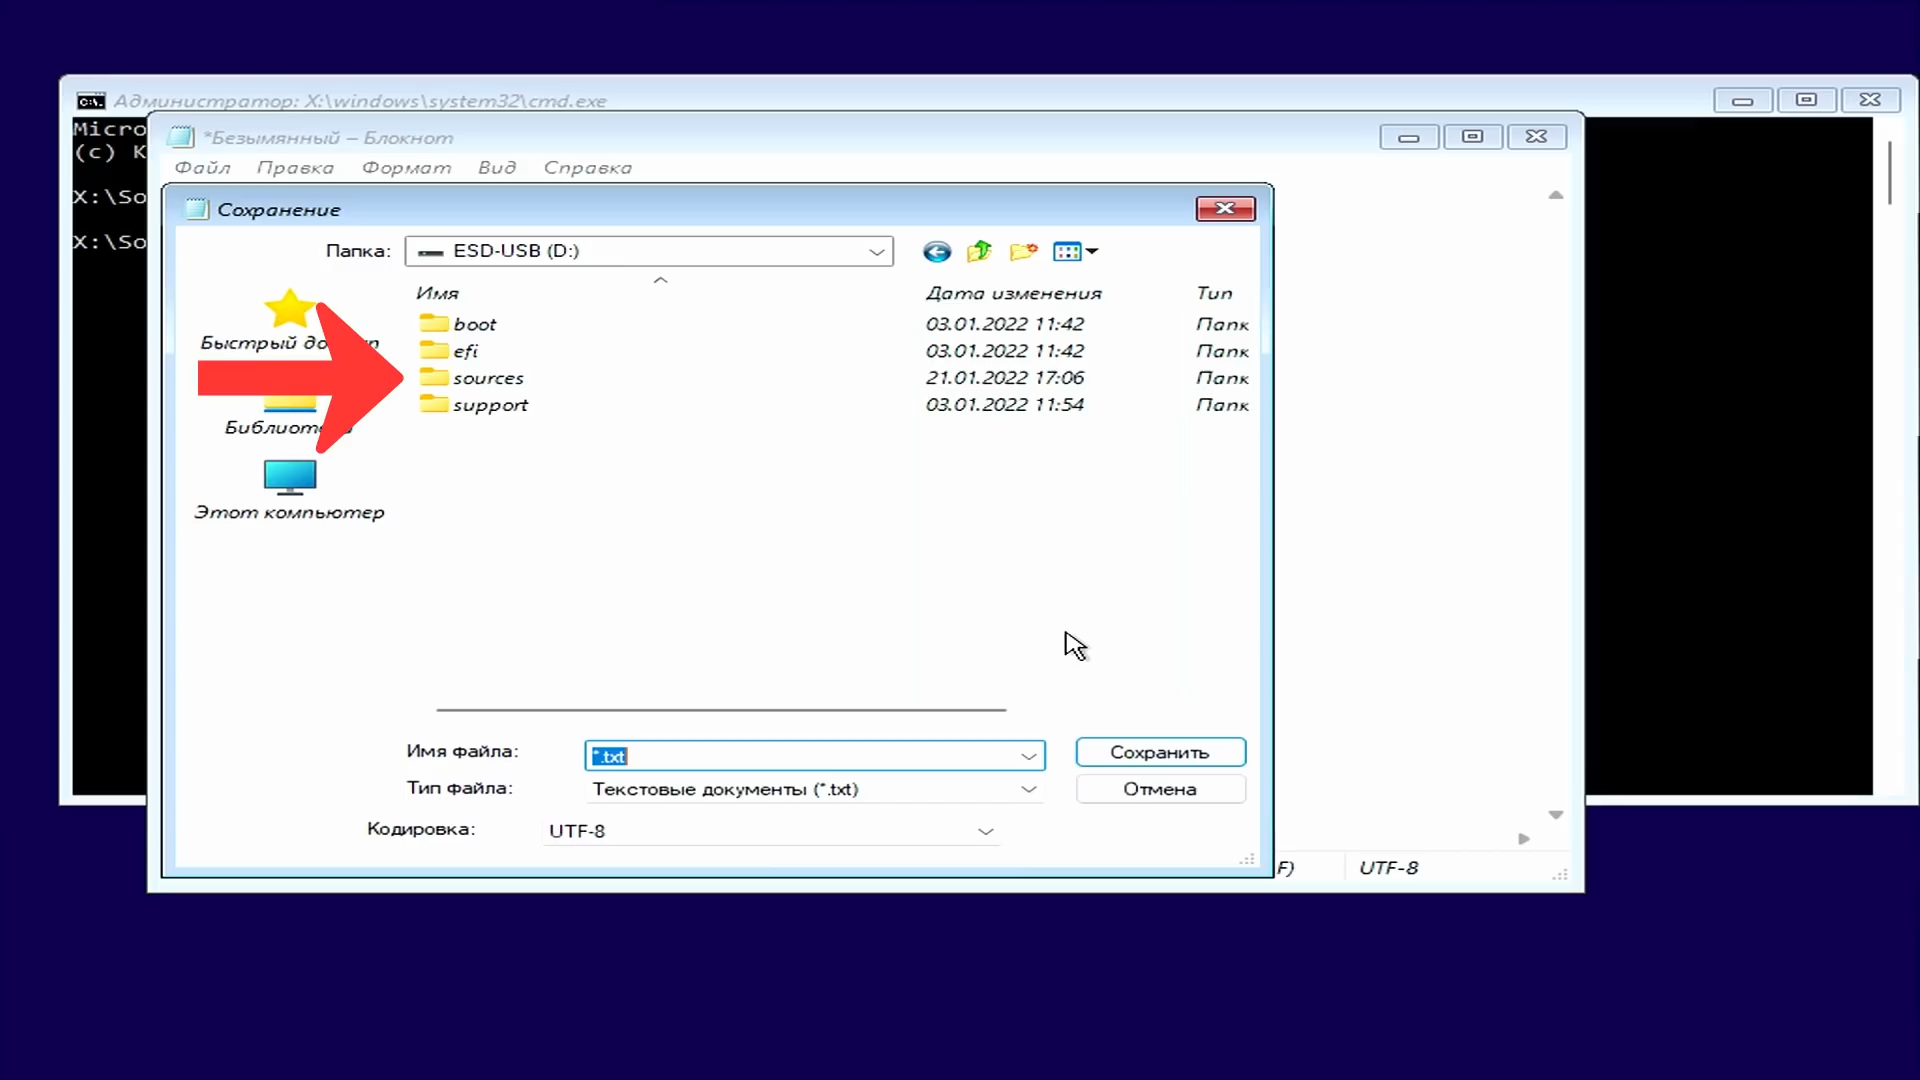 Администратор: X:\windows\system32\cmd.exe
Micro
(c) К
X:\So
X:\So
*Безымянный – Блокнот
Файл Правка Формат Вид Справка
Сохранение
Папка: ESD-USB (D:)
Имя Дата изменения Тип
boot 03.01.2022 11:42 Папк
efi 03.01.2022 11:42 Папк
sources 21.01.2022 17:06 Папк
support 03.01.2022 11:54 Папк
Быстрый
Этот компьютер
Имя файла: *.txt Сохранить
Тип файла: Текстовые документы (*.txt) Отмена
Кодировка: UTF-8
F) UTF-8